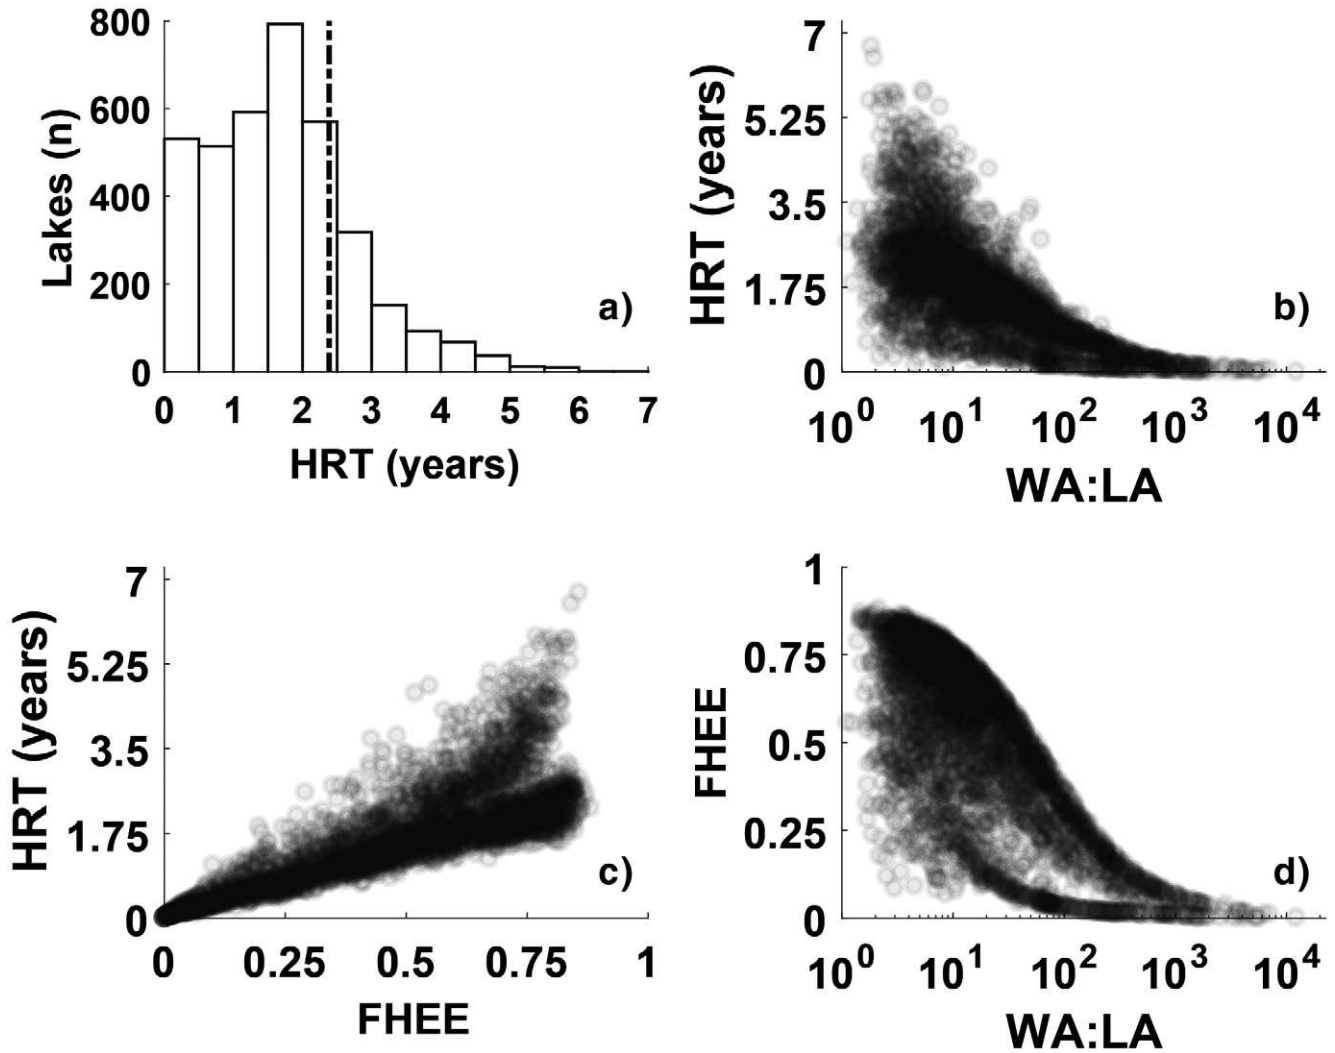 800
600
400
200
0
Lakes (n)
a)
0 1 2 3 4 5 6 7
HRT (years)
7
5.25
3.5
1.75
0
HRT (years)
b)
10^0 10^1 10^2 10^3 10^4
WA:LA
7
5.25
3.5
1.75
0
HRT (years)
c)
0 0.25 0.5 0.75 1
FHEE
1
0.75
0.5
0.25
0
FHEE
d)
10^0 10^1 10^2 10^3 10^4
WA:LA